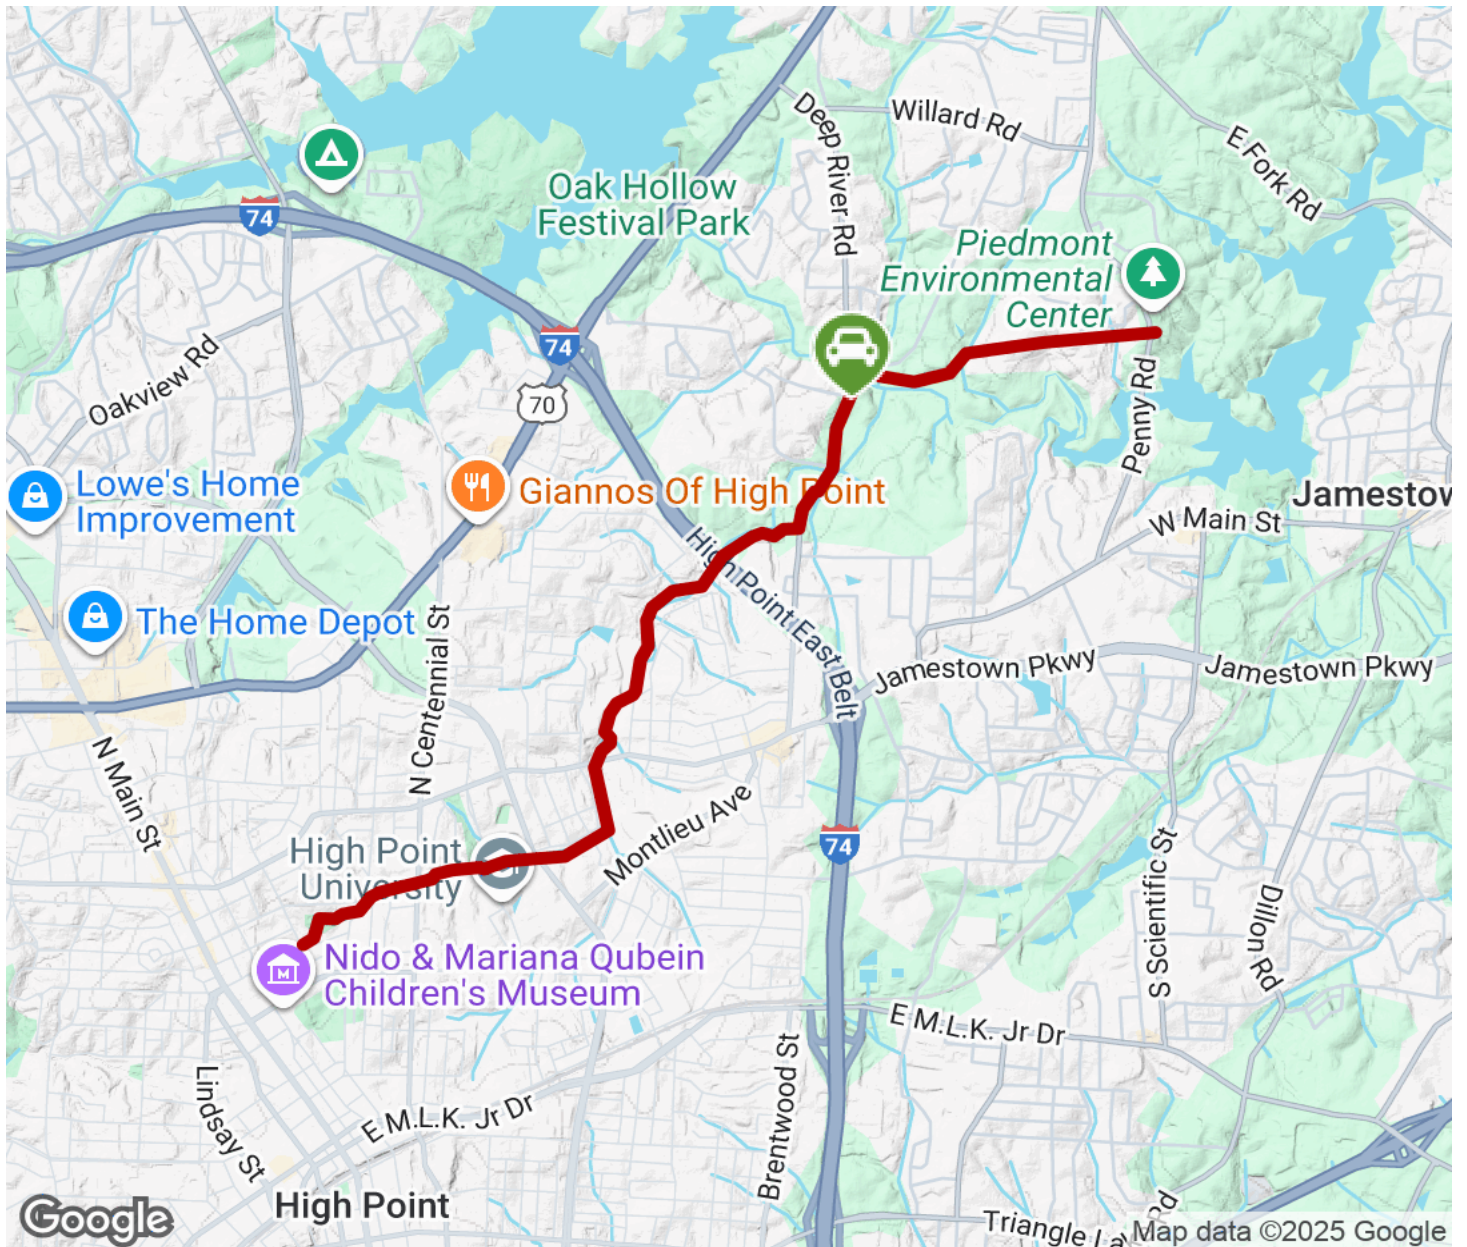 Willard Rd
Deep River Rd
E Fork Rd
Oak Hollow
Festival Park
74
Piedmont
Environmental
Center
74
70
Oakview Rd
Penny Rd
Lowe's Home
Improvement
Giannos Of High Point
Jamestow
W Main St
High Point East Belt
The Home Depot
N Centennial St
Jamestown Pkwy
Jamestown Pkwy
N Main St
Montlieu Ave
High Point
University
74
S Scientific St
Dillon Rd
Nido & Mariana Qubein
Children's Museum
E M.L.K. Jr Dr
Brentwood St
Lindsay St
E M.L.K. Jr Dr
High Point
Google
Triangle La
Rd
Map data ©2025 Google